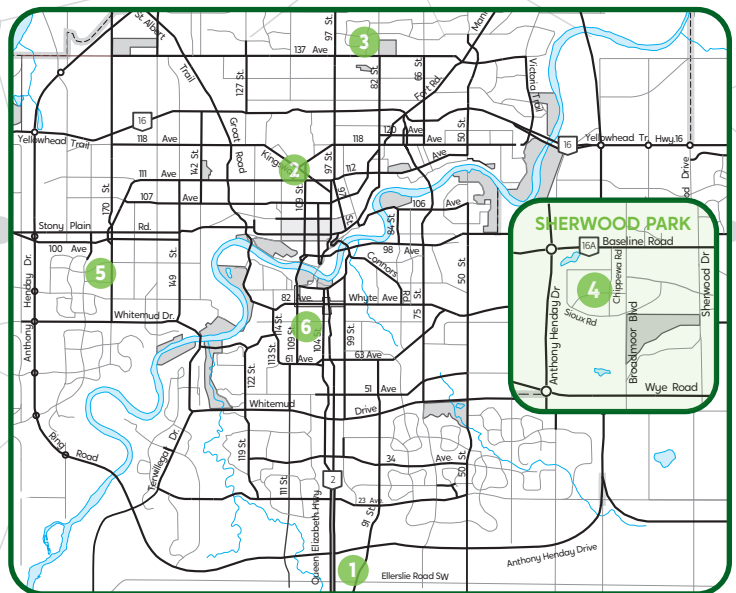 St. Albert
Trail
97 St.
3
137 Ave
127 St.
82 St.
66 St.
Fort Rd.
Victoria Trail
16
Yellowhead Trail
118 Ave
142 St.
Groat Road
118 Ave
120 Ave
50 St.
16
Yellowhead Tr.
Hwy.16
2
97 St.
112
Ave
111 Ave
107 Ave
170 St.
109 St.
97 St.
106 Ave
84 St.
Stony Plain Rd.
100 Ave
98 Ave
Connors Rd
5
149 St.
50 St.
Anthony Henday Dr.
Whitemud Dr.
82 Ave
Whyte Ave
75 St.
6
109 St.
104 St.
99 St.
113 St.
61 Ave
63 Ave
122 St.
51 Ave
Whitemud Drive
Ring Road
Terwillegar Dr.
119 St.
111 St.
34 Ave.
50 St.
2
23 Ave.
91 St.
Queen Elizabeth Hwy
1
Ellerslie Road SW
Anthony Henday Drive
SHERWOOD PARK
16A
Baseline Road
4
Chippewa Rd
Sherwood Dr
Sioux Rd
Anthony Henday Dr
Broadmoor Blvd
Wye Road